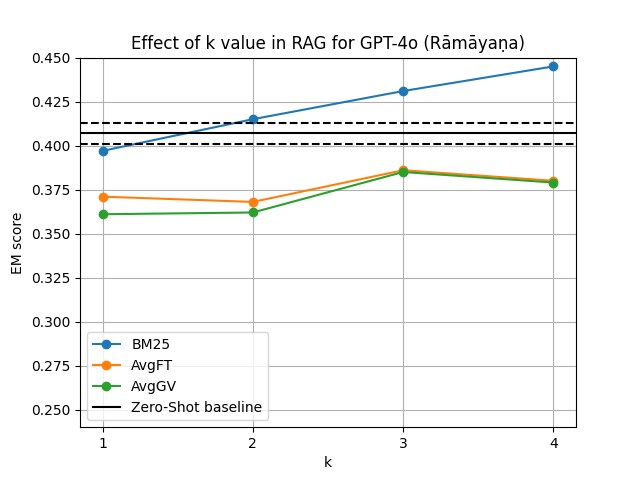 Effect of k value in RAG for GPT-4o (Rāmāyaṇa)
0.450
0.425
0.400
0.375
0.350
0.325
0.300
0.275
0.250
EM score
BM25
AvgFT
AvgGV
Zero-Shot baseline
1 2 3 4
k